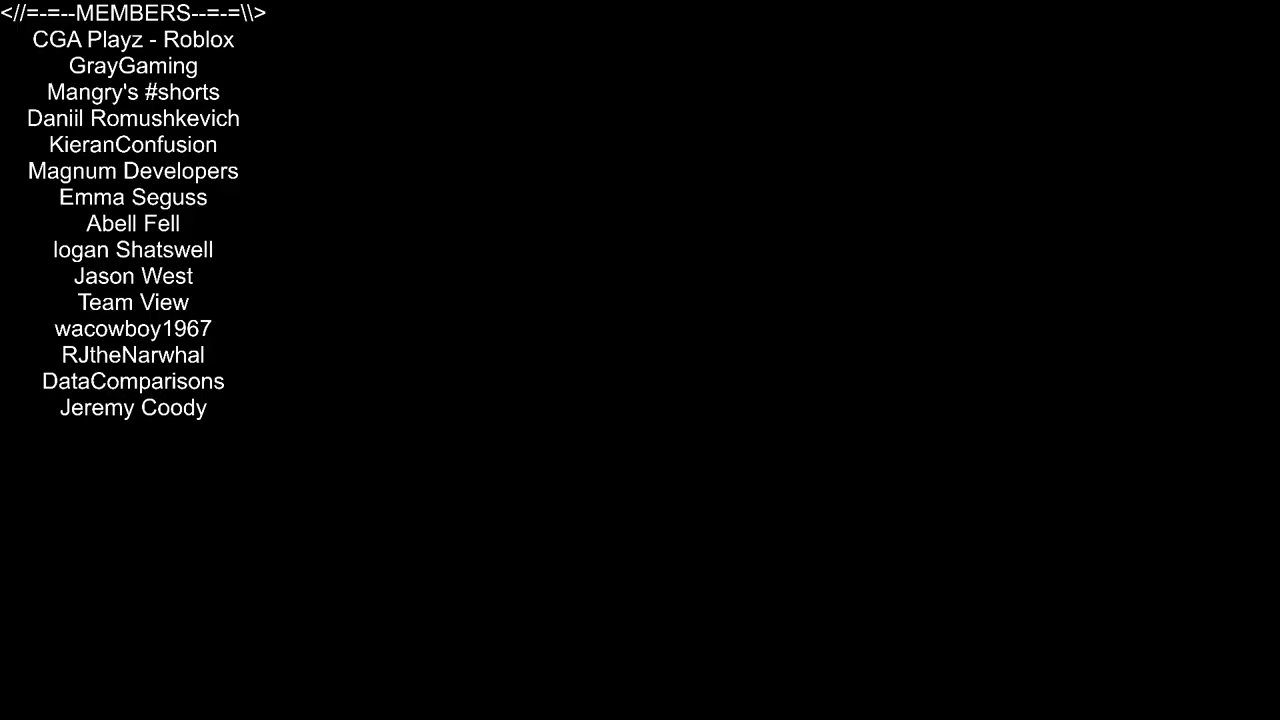 <//=-=--MEMBERS--=-=\\>
CGA Playz - Roblox
GrayGaming
Mangry's #shorts
Daniil Romushkevich
KieranConfusion
Magnum Developers
Emma Seguss
Abell Fell
logan Shatswell
Jason West
Team View
wacowboy1967
RJtheNarwhal
DataComparisons
Jeremy Coody